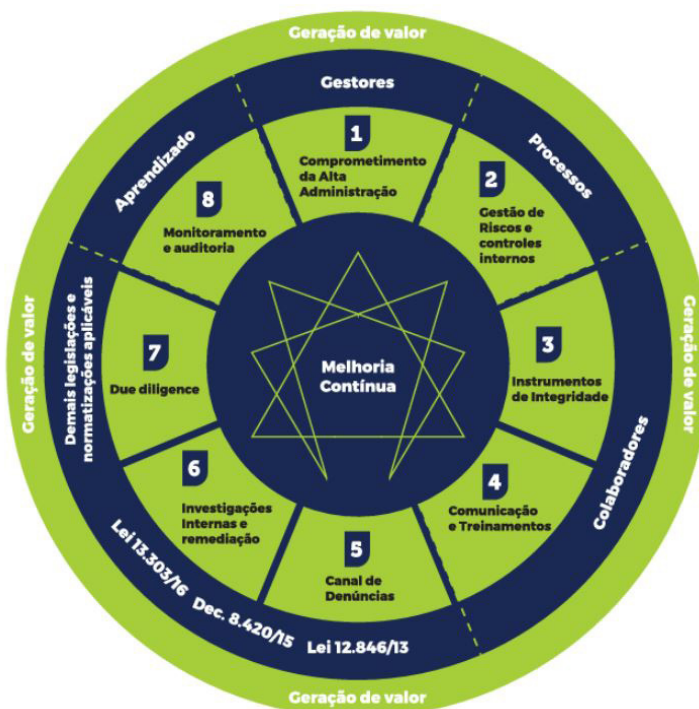 Geração de valor
Gestores
1
Comprometimento
da Alta
Administração
Processos
2
Gestão de
Riscos e
controles
internos
Geração de valor
3
Instrumentos
de Integridade
Colaboradores
4
Comunicação
e Treinamentos
5
Canal de
Denúncias
Lei 12.846/13
Dec. 8.420/15
Lei 13.303/16
6
Investigações
Internas e
remediação
7
Due diligence
Demais legislações e
normatizações aplicáveis
Geração de valor
Aprendizado
8
Monitoramento
e auditoria
Melhoria
Contínua
Geração de valor